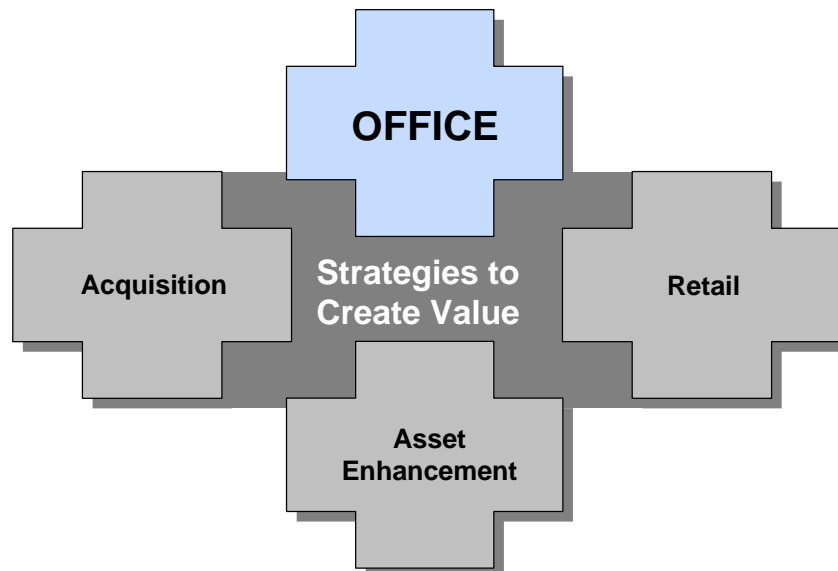 OFFICE
Acquisition
Strategies to
Create Value
Retail
Asset
Enhancement